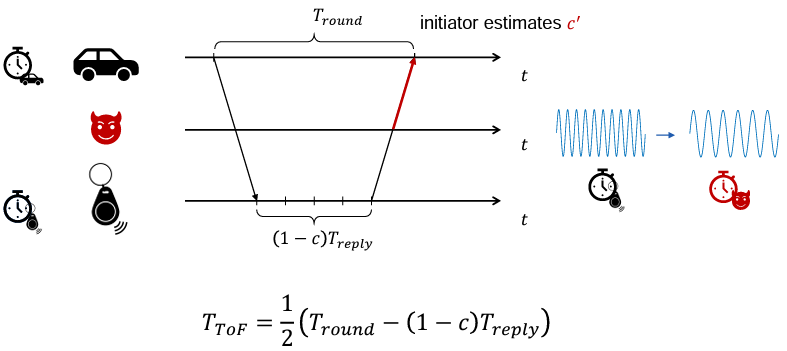 T_round
initiator estimates c′
t
t
t
(1 − c)T_reply
T_ToF = 1/2 (T_round − (1 − c)T_reply)